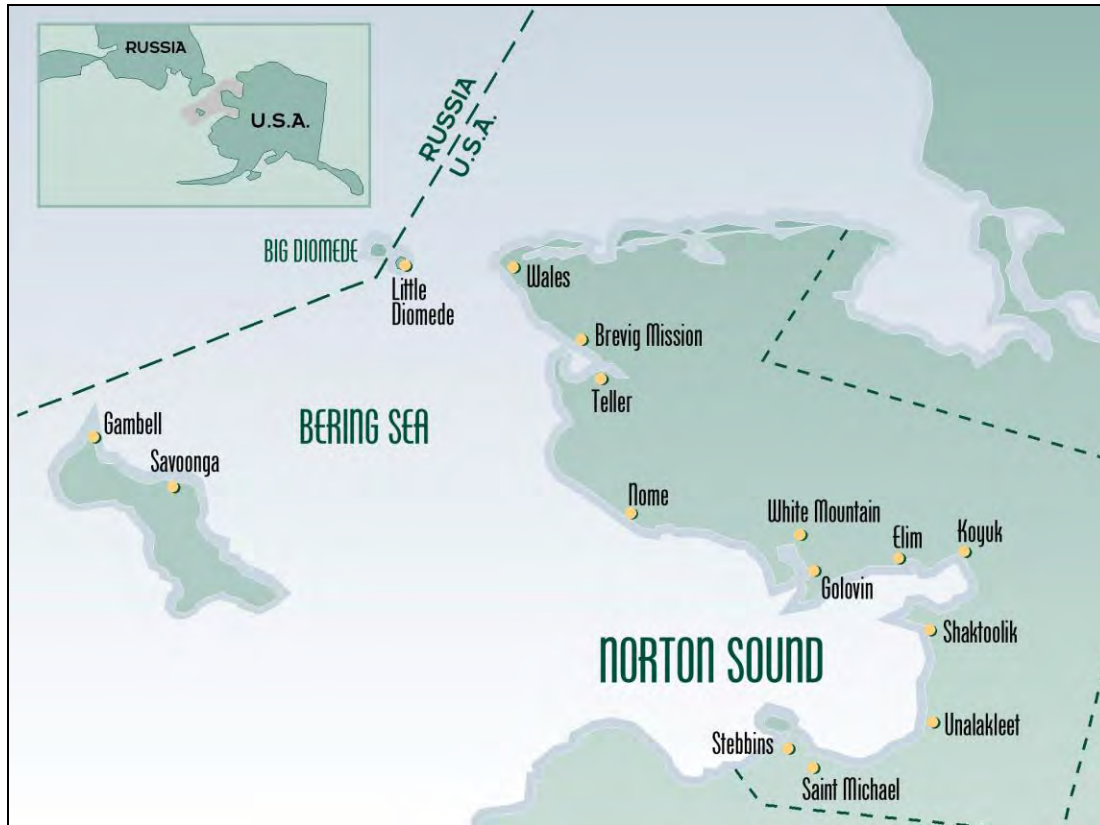 RUSSIA
U.S.A.
RUSSIA
U.S.A.
BIG DIOMEDE
Little
Diomede
Wales
Brevig Mission
Teller
Gambell
BERING SEA
Savoonga
Nome
White Mountain
Elim
Koyuk
Golovin
Shaktoolik
NORTON SOUND
Unalakleet
Stebbins
Saint Michael